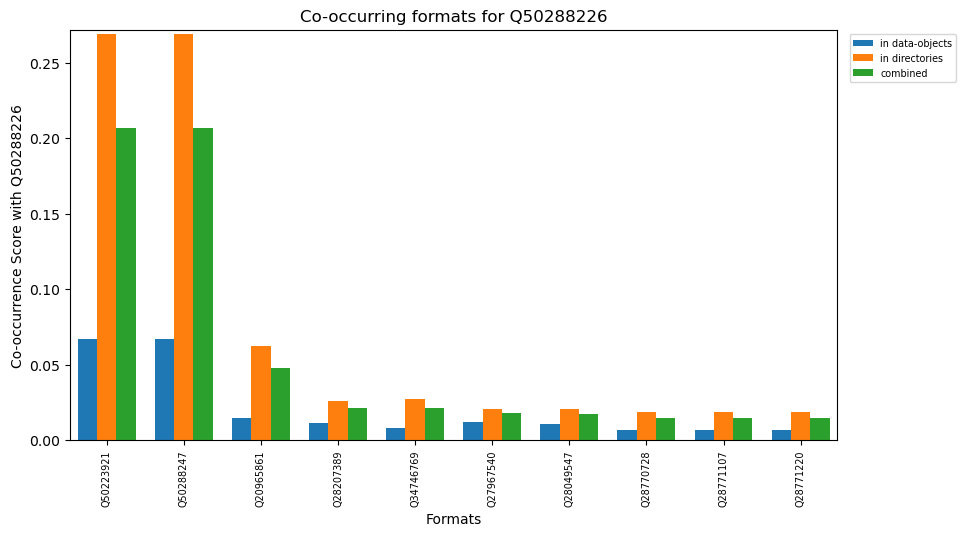 Co-occurring formats for Q50288226
Co-occurrence Score with Q50288226
0.25
0.20
0.15
0.10
0.05
0.00
Q50223921
Q50288247
Q20965861
Q28207389
Q34746769
Q27967540
Q28049547
Q28770728
Q28771107
Q28771220
Formats
in data-objects
in directories
combined